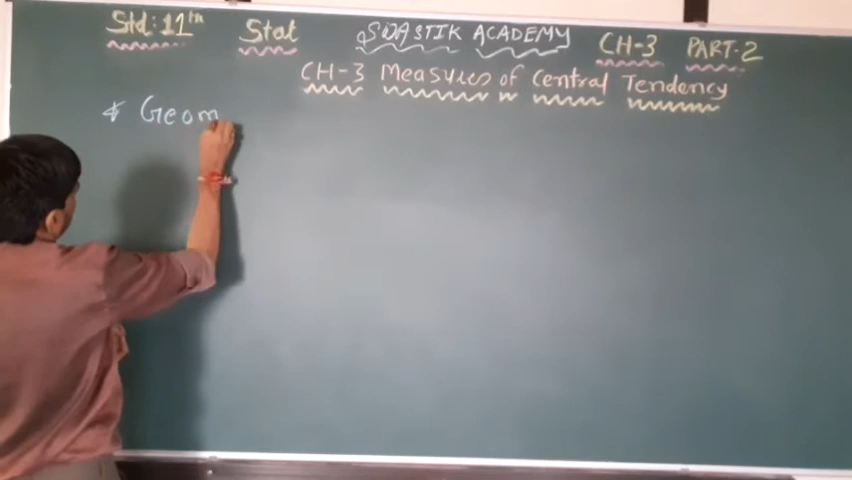 Std: 11th Stat SWASTIK ACADEMY CH-3 PART-2
CH-3 Measures of Central Tendency
* Geom